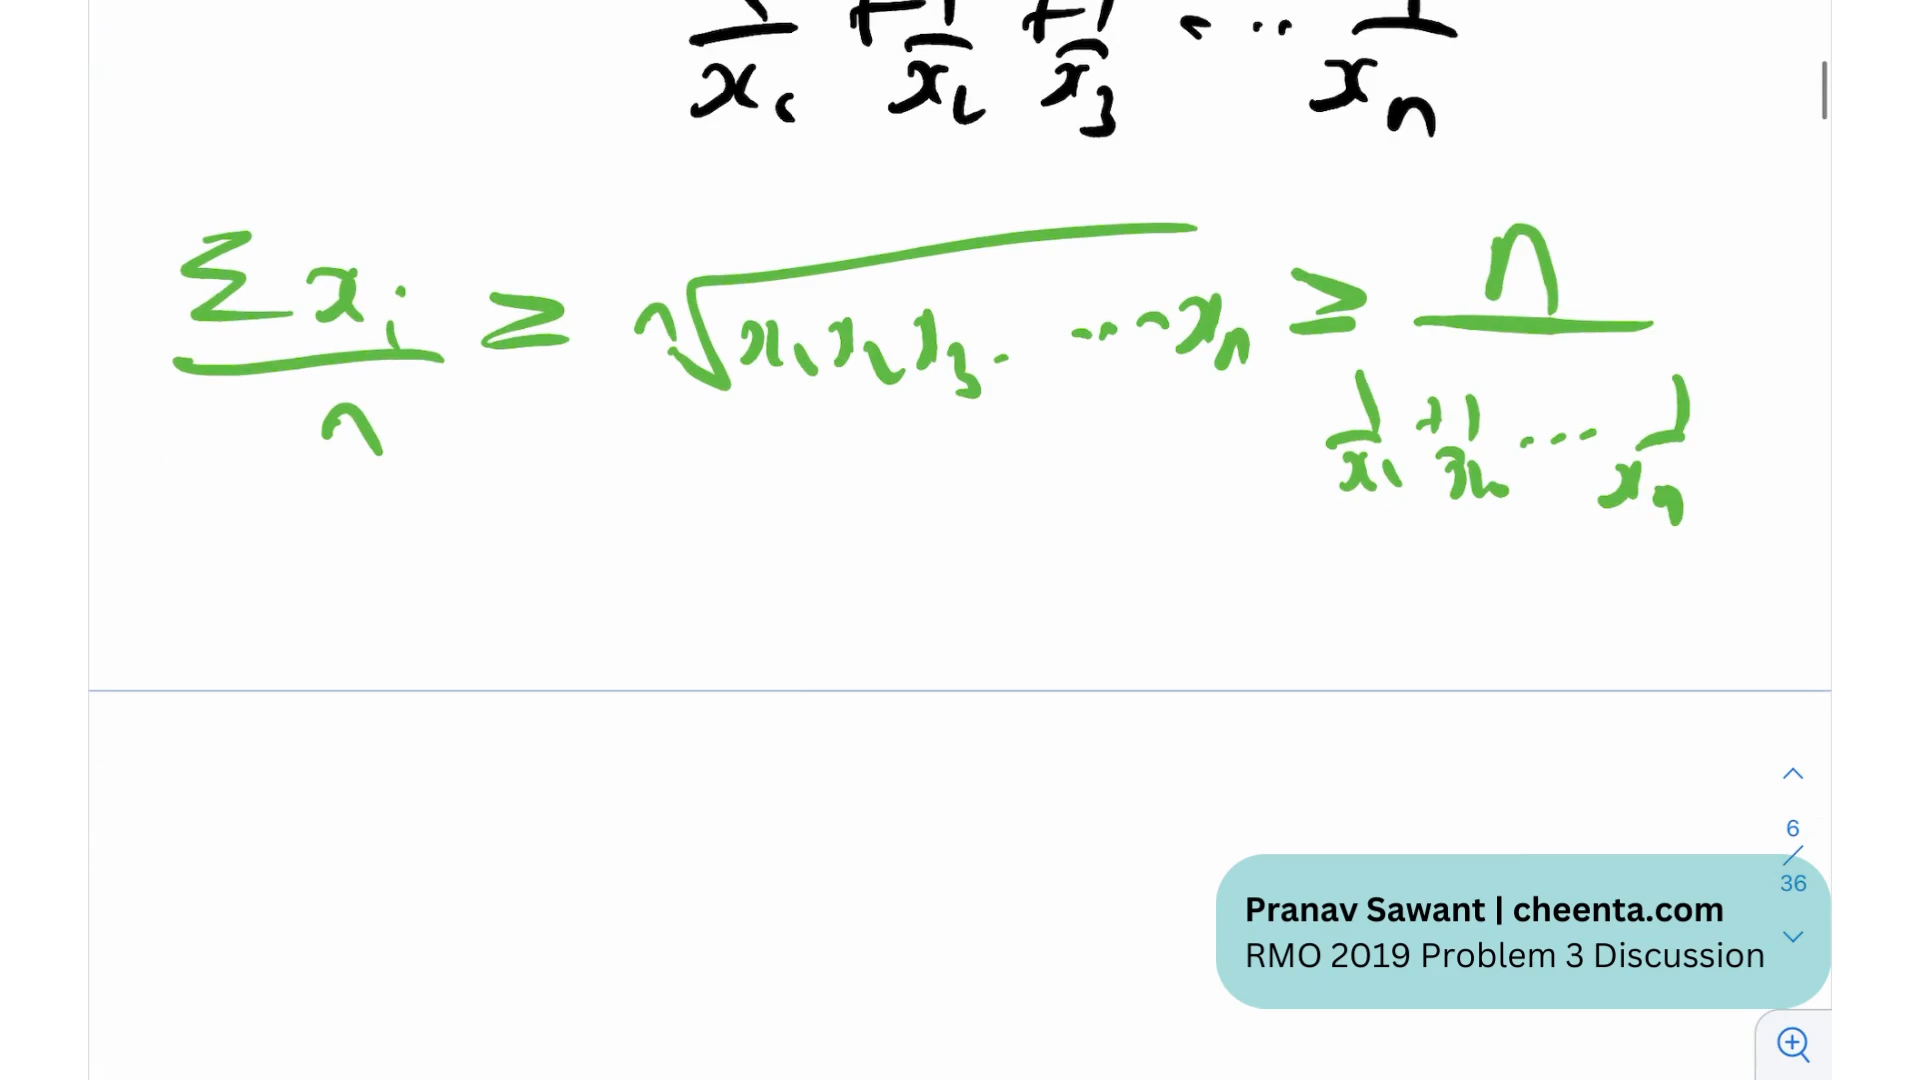 1/x₁ + 1/x₂ + 1/x₃ ... 1/xₙ
Σxᵢ/n ≥ ⁿ√(x₁x₂x₃. ... xₙ) ≥ n/(1/x₁ + 1/x₂ ... 1/xₙ)
6
/
36
Pranav Sawant | cheenta.com
RMO 2019 Problem 3 Discussion